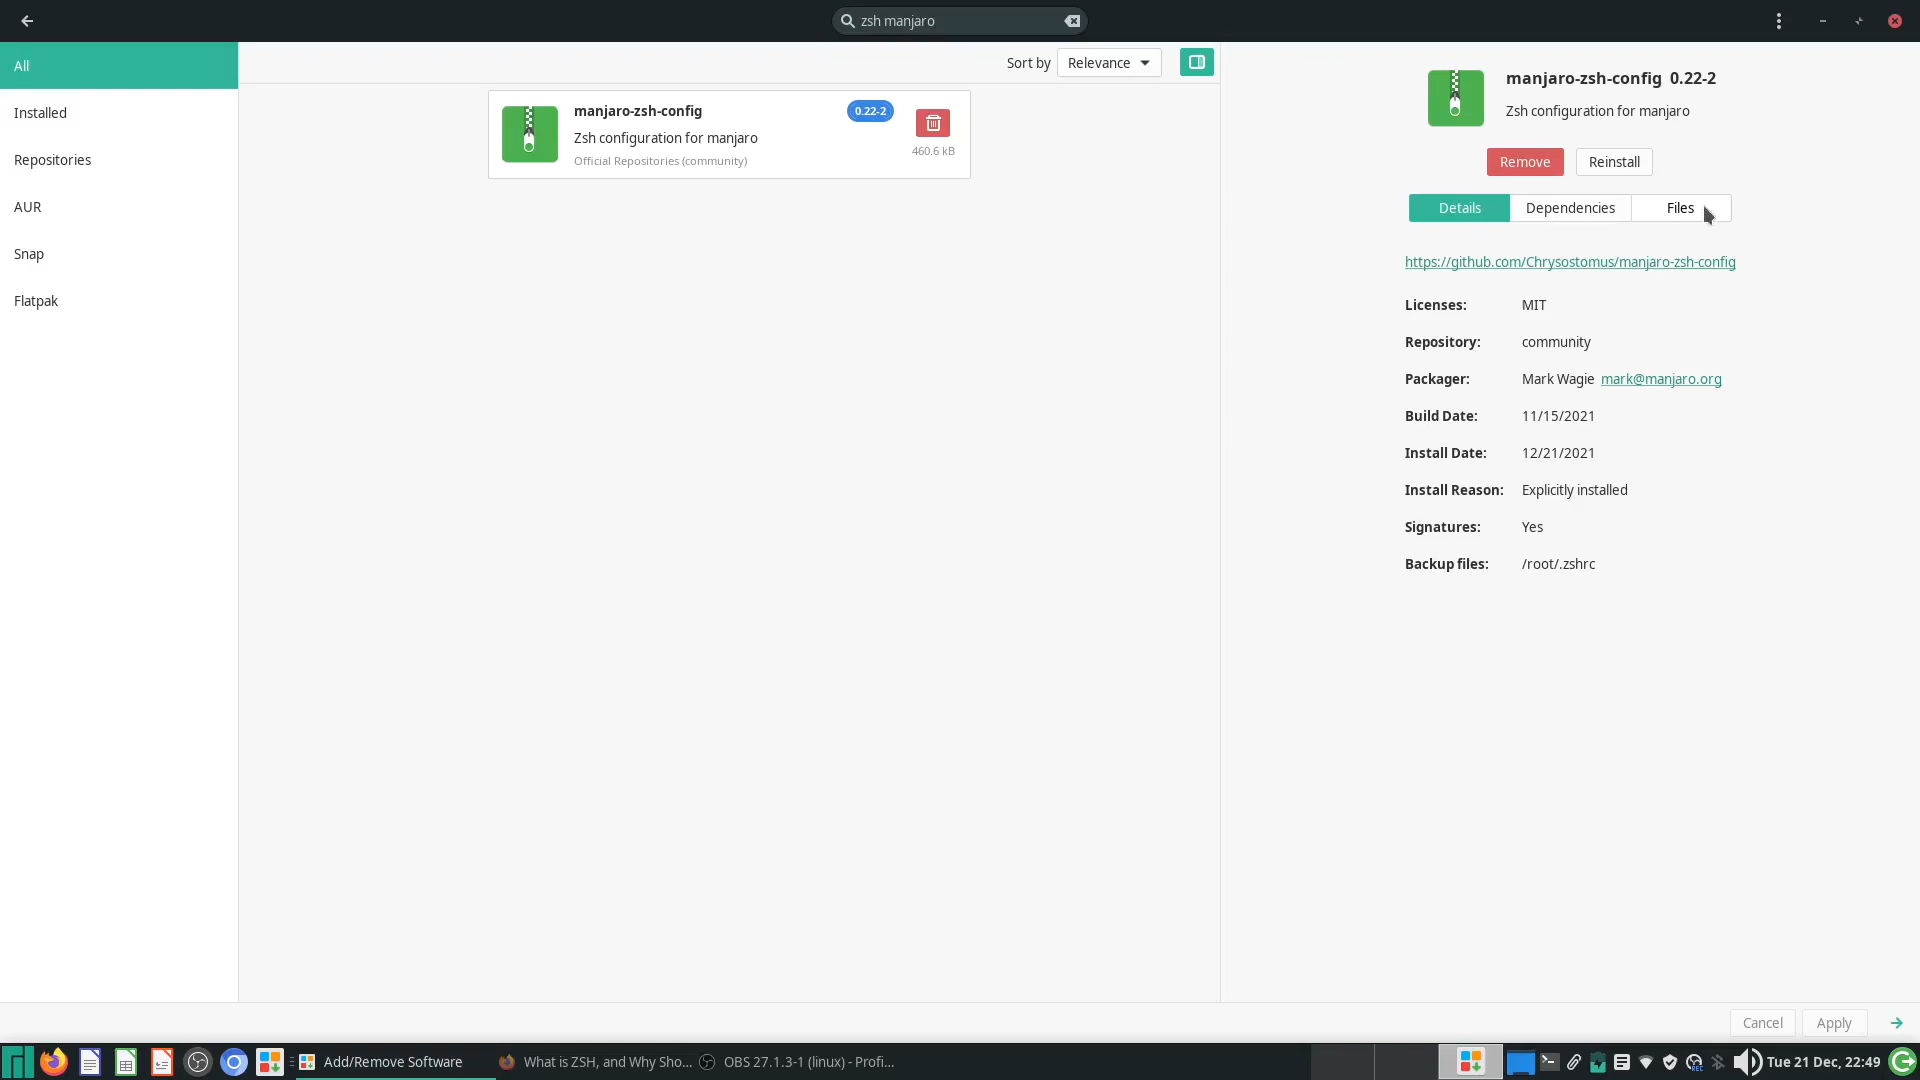 zsh manjaro
All
Installed
Repositories
AUR
Snap
Flatpak
Sort by Relevance
manjaro-zsh-config 0.22-2
Zsh configuration for manjaro
Official Repositories (community)
460.6 kB
manjaro-zsh-config 0.22-2
Zsh configuration for manjaro
Remove Reinstall
Details Dependencies Files
https://github.com/Chrysostomus/manjaro-zsh-config
Licenses: MIT
Repository: community
Packager: Mark Wagie mark@manjaro.org
Build Date: 11/15/2021
Install Date: 12/21/2021
Install Reason: Explicitly installed
Signatures: Yes
Backup files: /root/.zshrc
Cancel Apply
Add/Remove Software What is ZSH, and Why Sho... OBS 27.1.3-1 (linux) - Profi... REC Tue 21 Dec, 22:49